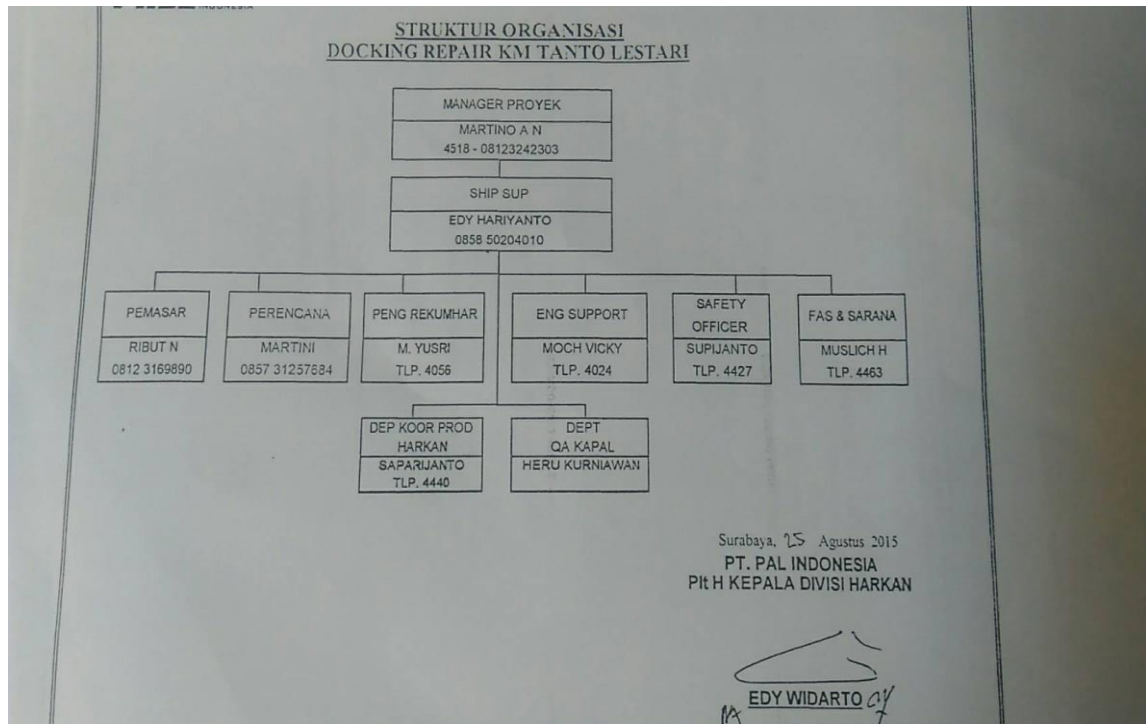 INDONESIA
STRUKTUR ORGANISASI
DOCKING REPAIR KM TANTO LESTARI
MANAGER PROYEK
MARTINO A N
4518 - 08123242303
SHIP SUP
EDY HARIYANTO
0858 50204010
PEMASAR
RIBUT N
0812 3169890
PERENCANA
MARTINI
0857 31257684
PENG REKUMHAR
M. YUSRI
TLP. 4056
ENG SUPPORT
MOCH VICKY
TLP. 4024
SAFETY
OFFICER
SUPIJANTO
TLP. 4427
FAS & SARANA
MUSLICH H
TLP. 4463
DEP KOOR PROD
HARKAN
SAPARIJANTO
TLP. 4440
DEPT
QA KAPAL
HERU KURNIAWAN
Surabaya, 25 Agustus 2015
PT. PAL INDONESIA
Plt H KEPALA DIVISI HARKAN
EDY WIDARTO